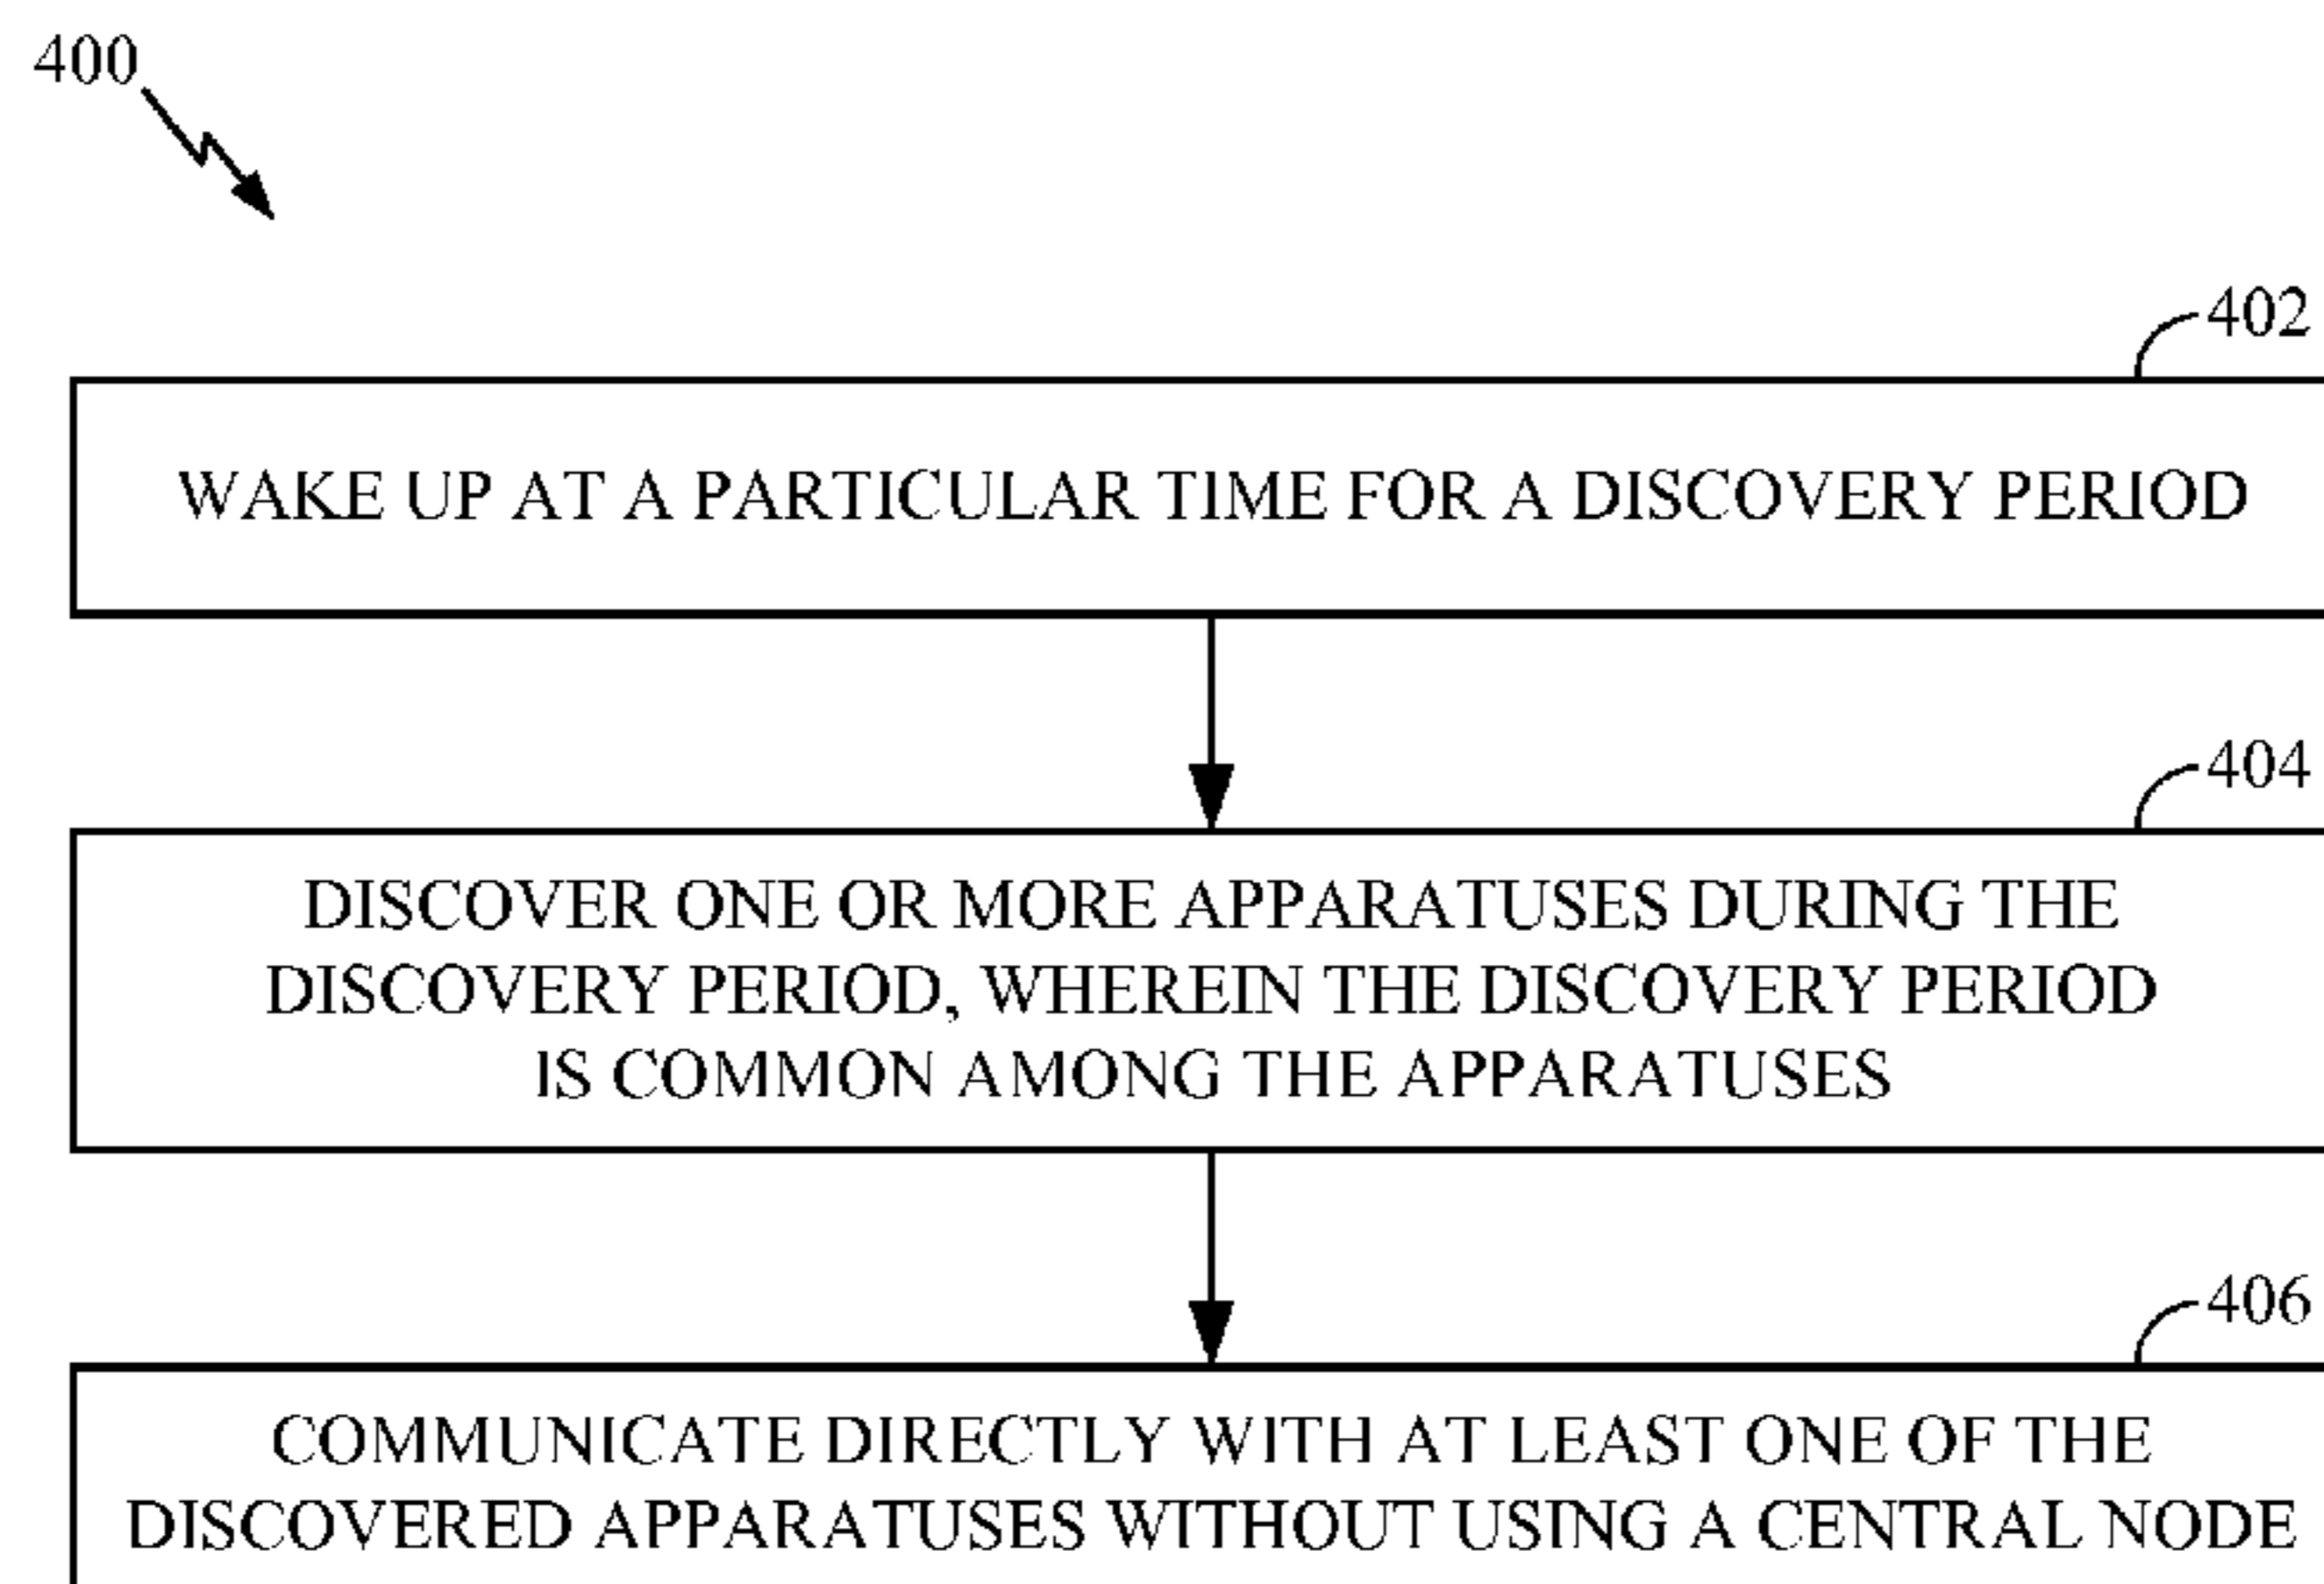 400
402
WAKE UP AT A PARTICULAR TIME FOR A DISCOVERY PERIOD
404
DISCOVER ONE OR MORE APPARATUSES DURING THE
DISCOVERY PERIOD, WHEREIN THE DISCOVERY PERIOD
IS COMMON AMONG THE APPARATUSES
406
COMMUNICATE DIRECTLY WITH AT LEAST ONE OF THE
DISCOVERED APPARATUSES WITHOUT USING A CENTRAL NODE